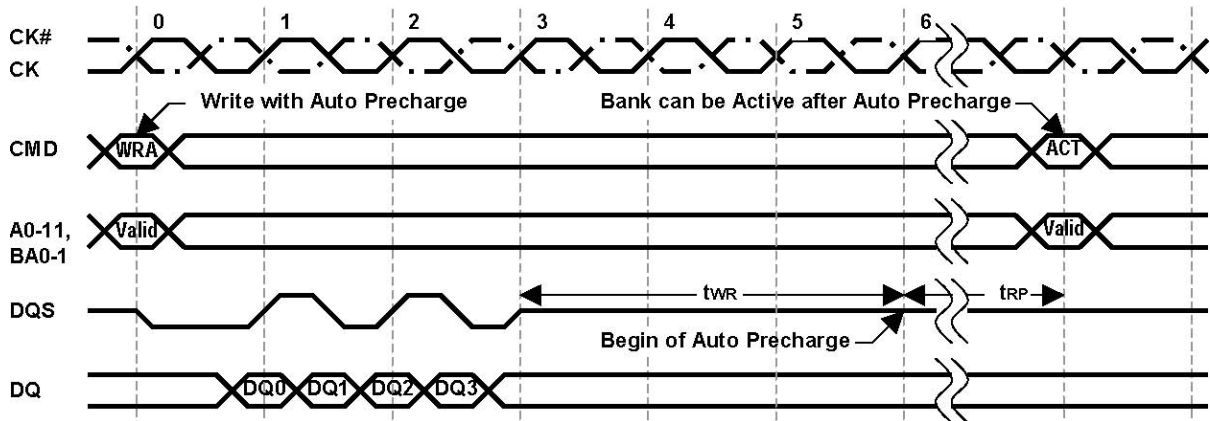 0 1 2 3 4 5 6
CK#
CK
Write with Auto Precharge
Bank can be Active after Auto Precharge
CMD
WRA
ACT
A0-11,
BA0-1
Valid
Valid
DQS
tWR
tRP
Begin of Auto Precharge
DQ
DQ0 DQ1 DQ2 DQ3